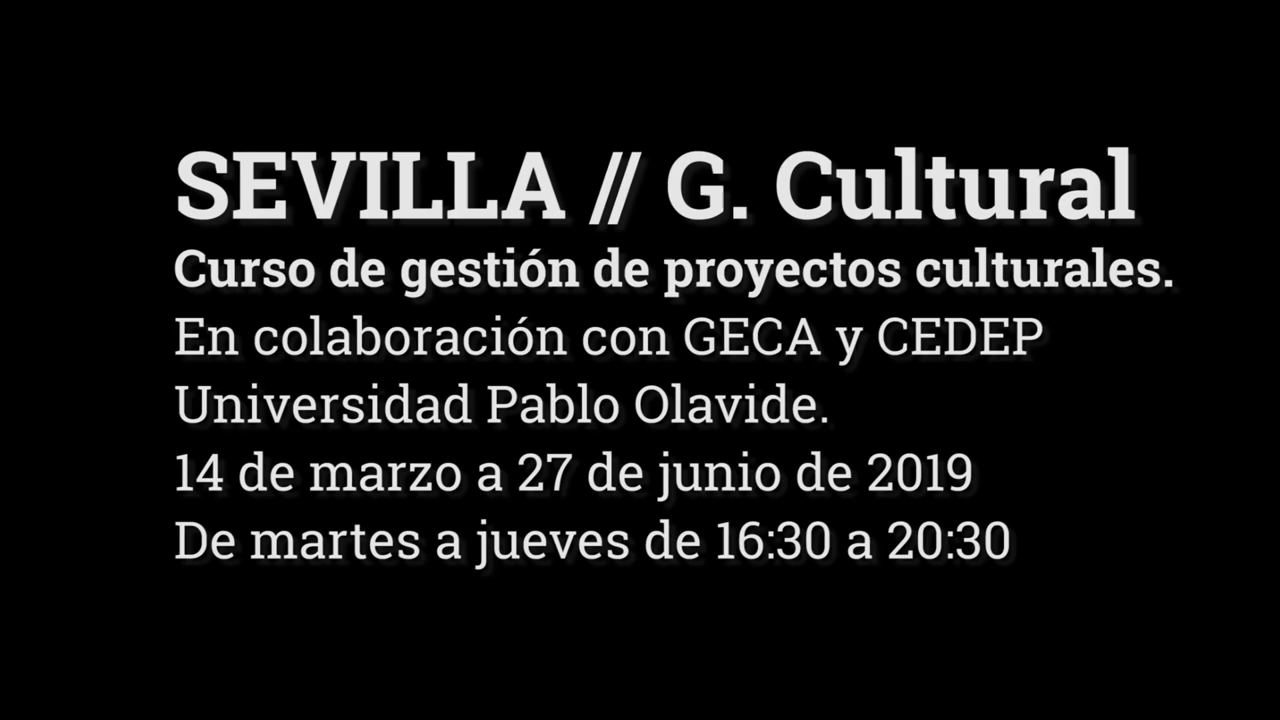 SEVILLA // G. Cultural
Curso de gestión de proyectos culturales.
En colaboración con GECA y CEDEP
Universidad Pablo Olavide.
14 de marzo a 27 de junio de 2019
De martes a jueves de 16:30 a 20:30